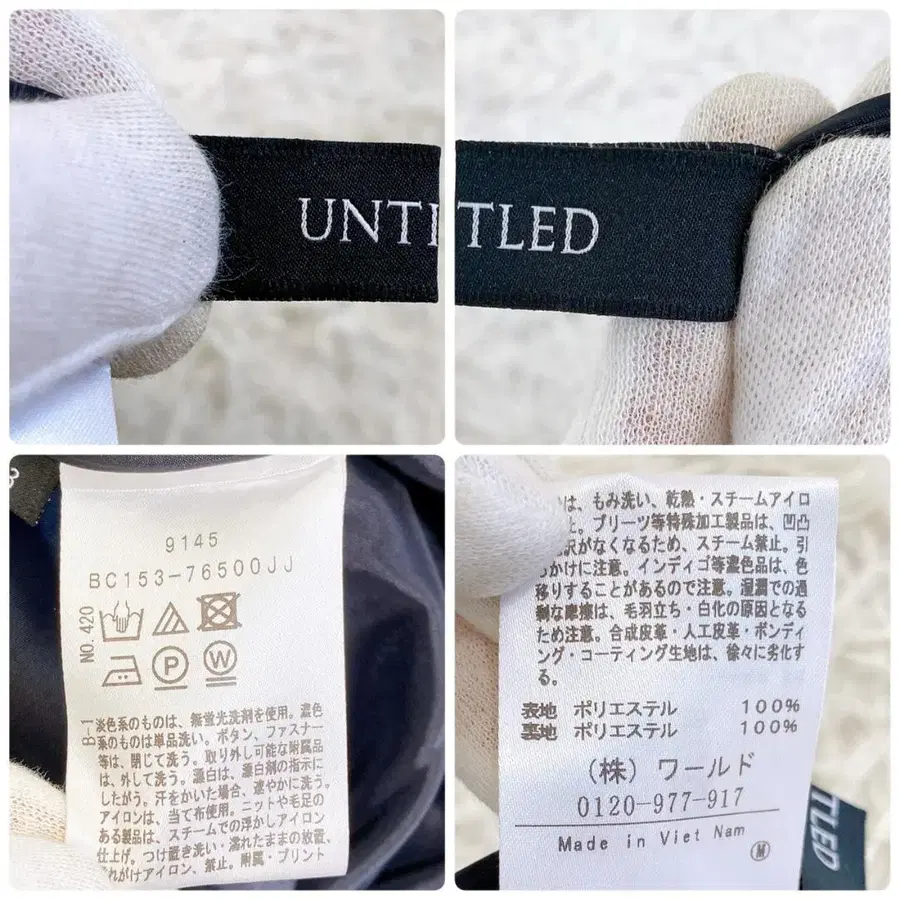 UNTI
TLED
3
9145
BC153-76500JJ
NO.420
P
W
B-1
淡色系のものは、無蛍光洗剤を使用。濃色
系のものは単品洗い。ボタン、ファスナー
等は、閉じて洗う。取り外し可能な附属品
は、外して洗う。漂白は、漂白剤の指示に
したがう。汗をかいた場合、速やかに洗う。
アイロンは、当て布使用。ニットや毛足の
ある製品は、スチームでの浮かしアイロン
仕上げ。つけ置き洗い・濡れたままの放置、
れがけアイロン、禁止。附属・プリント
は、もみ洗い、乾熱・スチームアイロ
止。プリーツ等特殊加工製品は、凹凸
沢がなくなるため、スチーム禁止。引
っかけに注意。インディゴ等濃色品は、色
移りすることがあるので注意。湿潤での過
剰な摩擦は、毛羽立ち・白化の原因となる
ため注意。合成皮革・人工皮革・ボンディ
ング・コーティング生地は、徐々に劣化す
る。
表地 ポリエステル 100%
裏地 ポリエステル 100%
(株) ワールド
0120-977-917
Made in Viet Nam
M
TLED